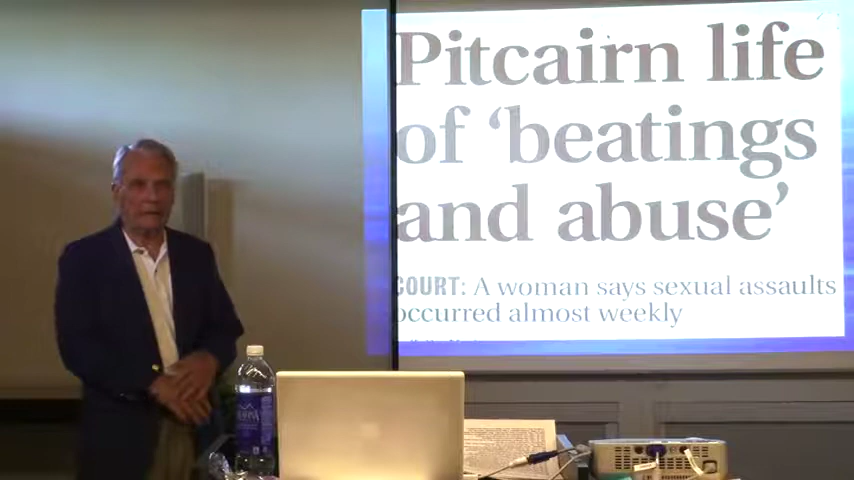 Pitcairn life
of ‘beatings
and abuse’
COURT: A woman says sexual assaults
occurred almost weekly